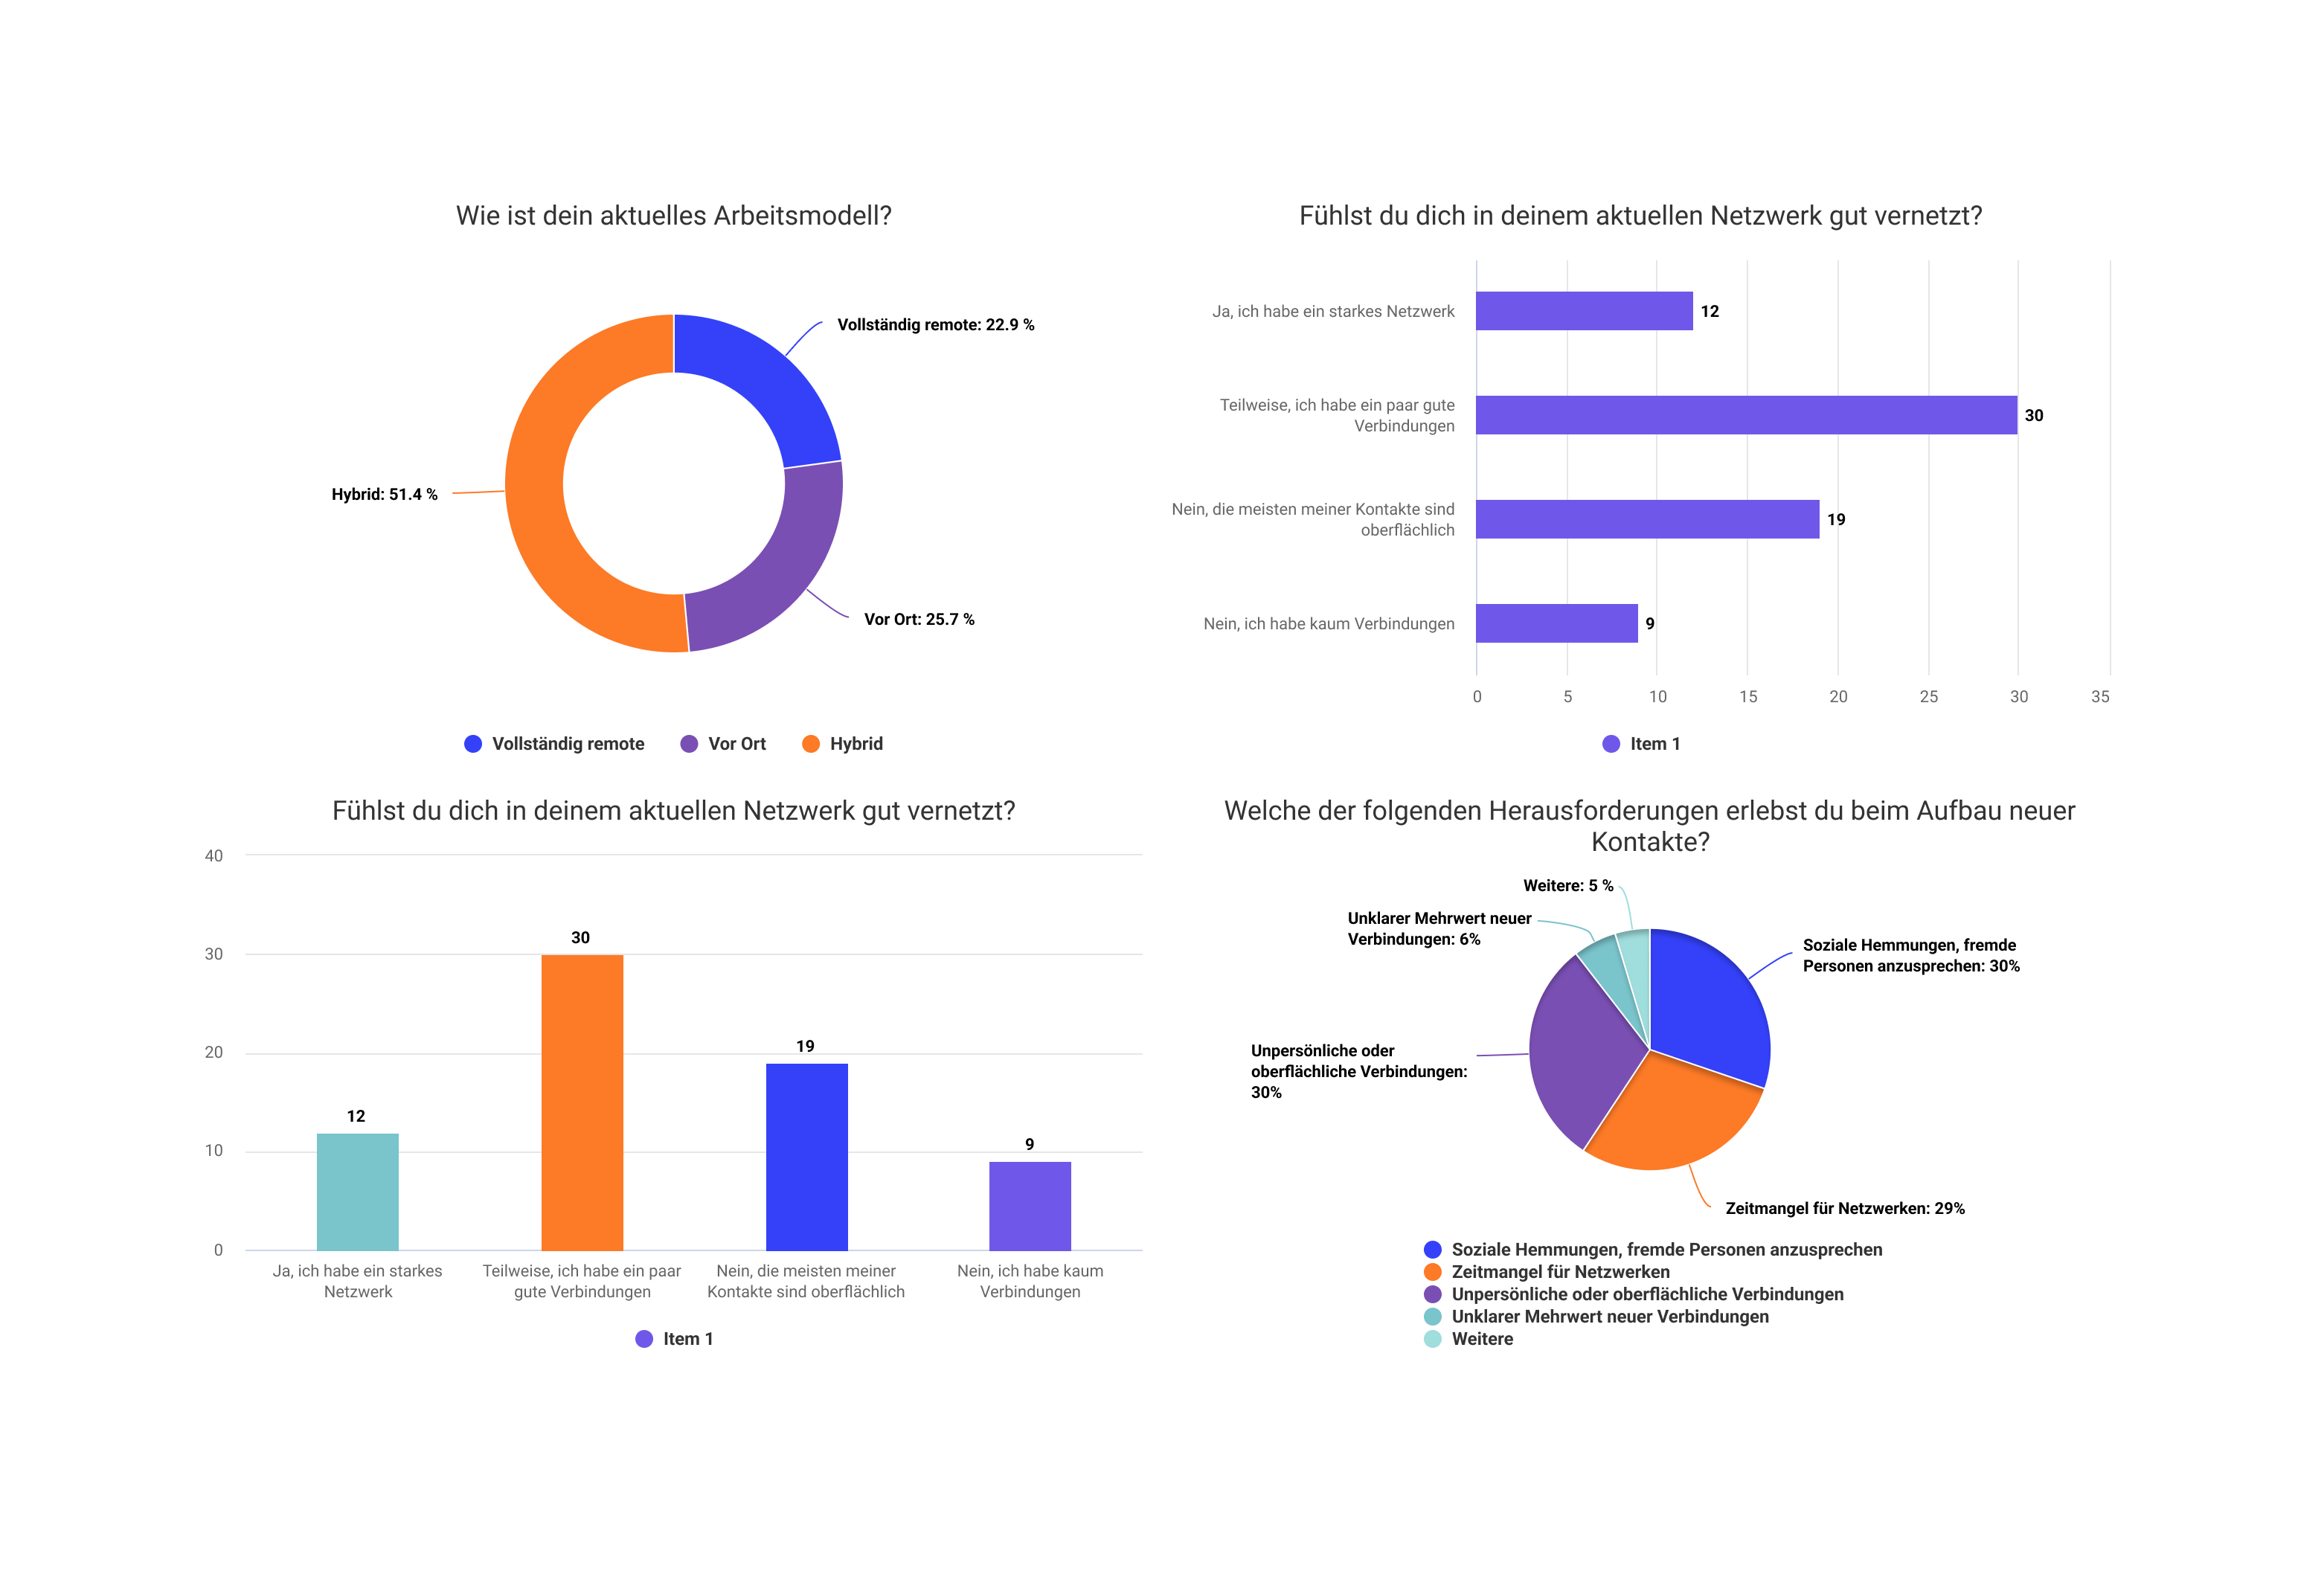 Wie ist dein aktuelles Arbeitsmodell?
Vollständig remote: 22.9 %
Hybrid: 51.4 %
Vor Ort: 25.7 %
Vollständig remote
Vor Ort
Hybrid
Fühlst du dich in deinem aktuellen Netzwerk gut vernetzt?
Ja, ich habe ein starkes Netzwerk
12
Teilweise, ich habe ein paar gute
Verbindungen
30
Nein, die meisten meiner Kontakte sind
oberflächlich
19
Nein, ich habe kaum Verbindungen
9
0 5 10 15 20 25 30 35
Item 1
Fühlst du dich in deinem aktuellen Netzwerk gut vernetzt?
40
30
20
10
0
12
30
19
9
Ja, ich habe ein starkes
Netzwerk
Teilweise, ich habe ein paar
gute Verbindungen
Nein, die meisten meiner
Kontakte sind oberflächlich
Nein, ich habe kaum
Verbindungen
Item 1
Welche der folgenden Herausforderungen erlebst du beim Aufbau neuer
Kontakte?
Weitere: 5 %
Unklarer Mehrwert neuer
Verbindungen: 6%
Soziale Hemmungen, fremde
Personen anzusprechen: 30%
Unpersönliche oder
oberflächliche Verbindungen:
30%
Zeitmangel für Netzwerken: 29%
Soziale Hemmungen, fremde Personen anzusprechen
Zeitmangel für Netzwerken
Unpersönliche oder oberflächliche Verbindungen
Unklarer Mehrwert neuer Verbindungen
Weitere